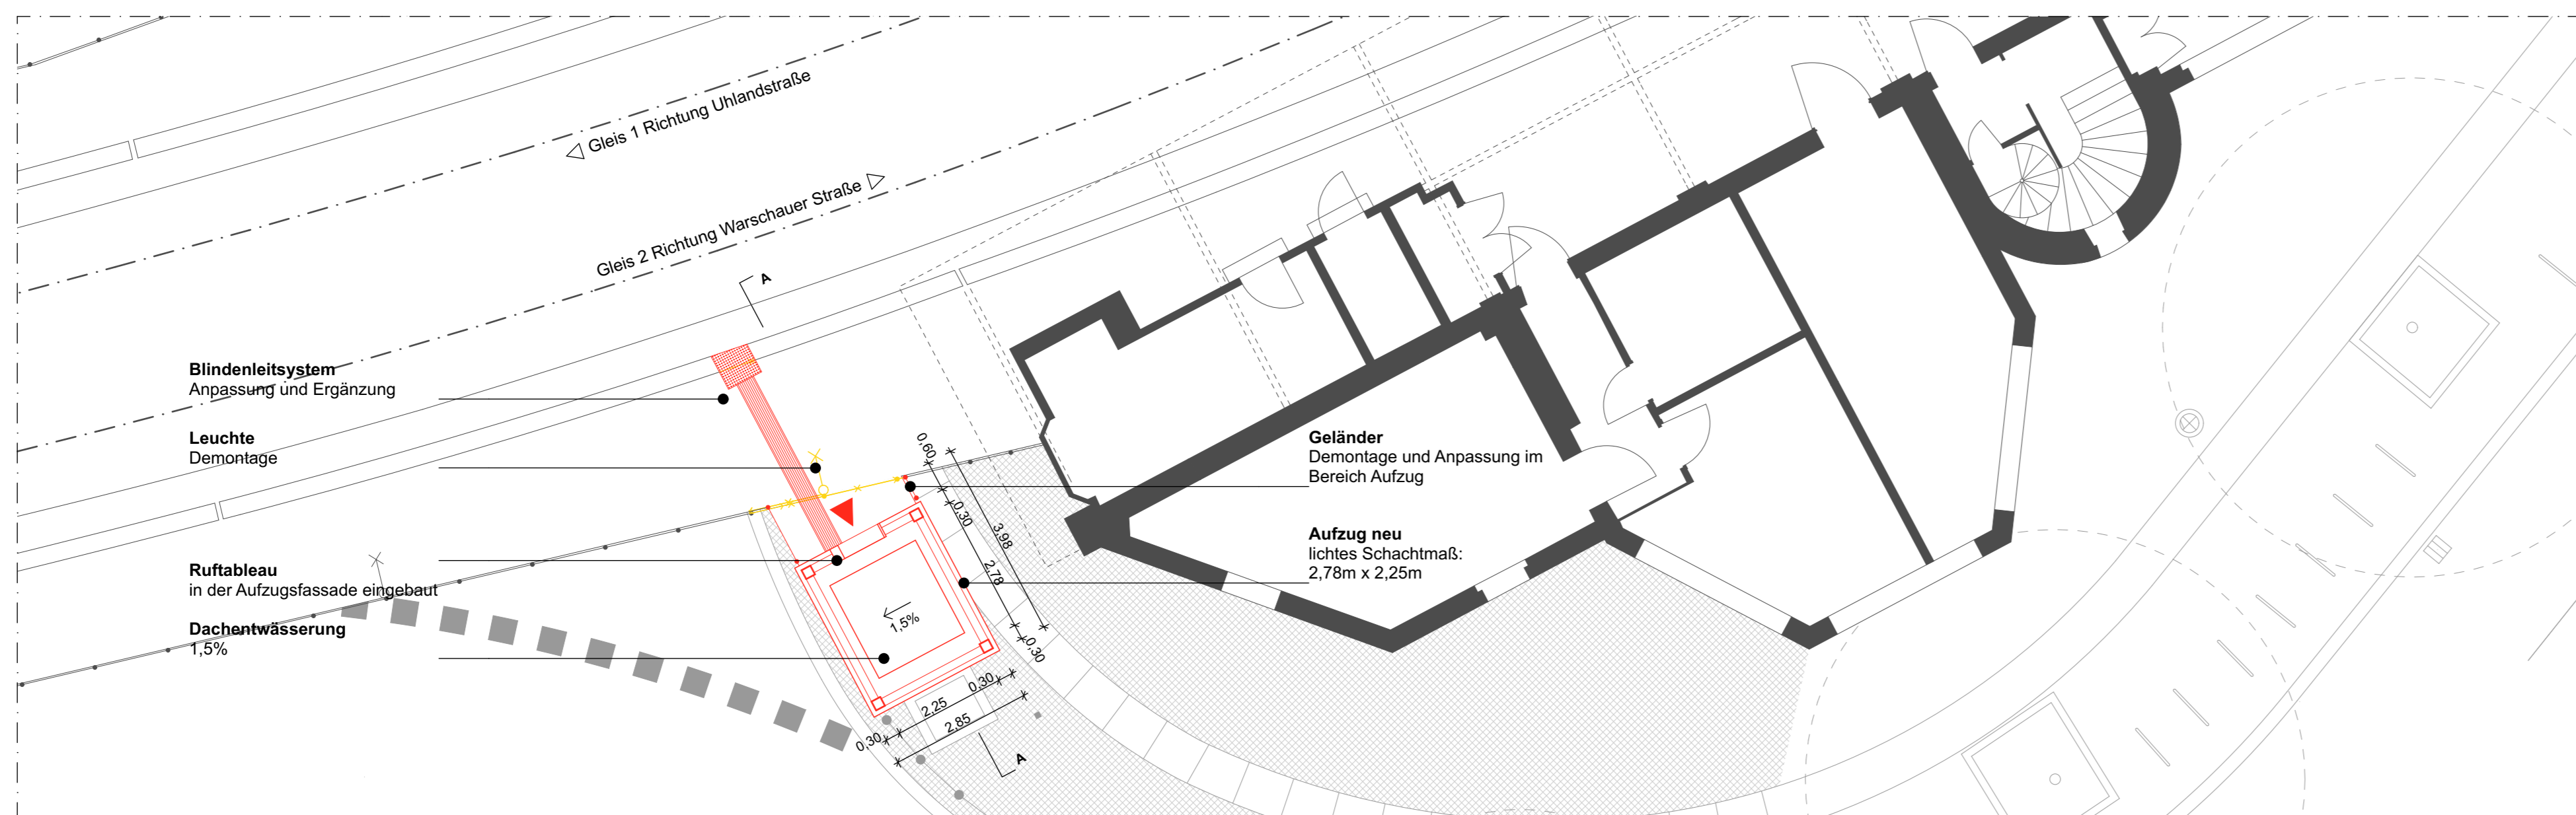 ◁ Gleis 1 Richtung Uhlandstraße
Gleis 2 Richtung Warschauer Straße ▷
A
Blindenleitsystem
Anpassung und Ergänzung
Leuchte
Demontage
Ruftableau
in der Aufzugsfassade eingebaut
Dachentwässerung
1,5%
Geländer
Demontage und Anpassung im
Bereich Aufzug
Aufzug neu
lichtes Schachtmaß:
2,78m x 2,25m
0,60
0,30
3,98
2,78
0,30
1,5%
0,30
2,25
2,85
0,30
A